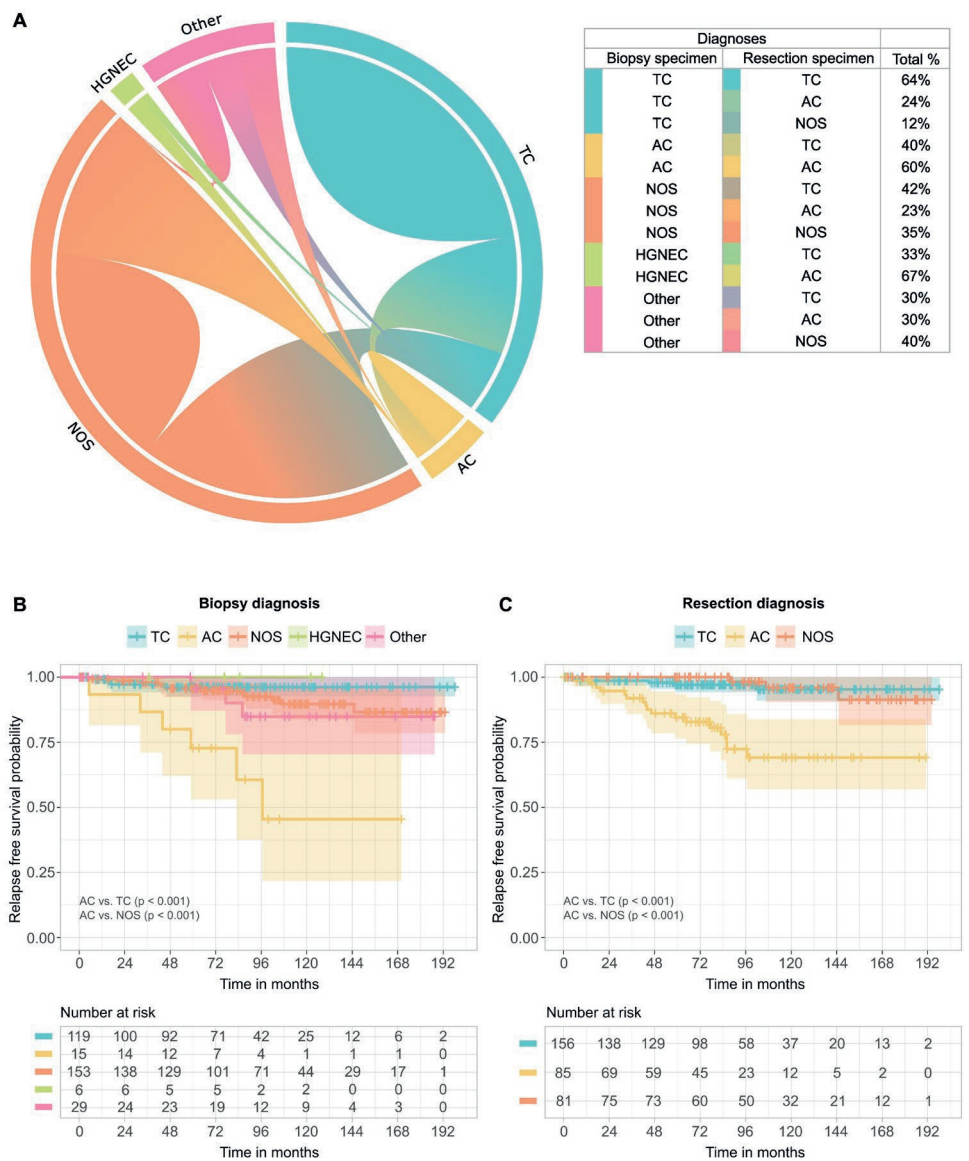 A
Other
HGNEC
TC
NOS
AC
Diagnoses
Biopsy specimen Resection specimen Total %
TC TC 64%
TC AC 24%
TC NOS 12%
AC TC 40%
AC AC 60%
NOS TC 42%
NOS AC 23%
NOS NOS 35%
HGNEC TC 33%
HGNEC AC 67%
Other TC 30%
Other AC 30%
Other NOS 40%
B
Biopsy diagnosis
TC AC NOS HGNEC Other
Relapse free survival probability
1.00
0.75
0.50
0.25
0.00
AC vs. TC (p < 0.001)
AC vs. NOS (p < 0.001)
0 24 48 72 96 120 144 168 192
Time in months
Number at risk
119 100 92 71 42 25 12 6 2
15 14 12 7 4 1 1 1 0
153 138 129 101 71 44 29 17 1
6 6 5 5 2 2 0 0 0
29 24 23 19 12 9 4 3 0
0 24 48 72 96 120 144 168 192
Time in months
C
Resection diagnosis
TC AC NOS
Relapse free survival probability
1.00
0.75
0.50
0.25
0.00
AC vs. TC (p < 0.001)
AC vs. NOS (p < 0.001)
0 24 48 72 96 120 144 168 192
Time in months
Number at risk
156 138 129 98 58 37 20 13 2
85 69 59 45 23 12 5 2 0
81 75 73 60 50 32 21 12 1
0 24 48 72 96 120 144 168 192
Time in months